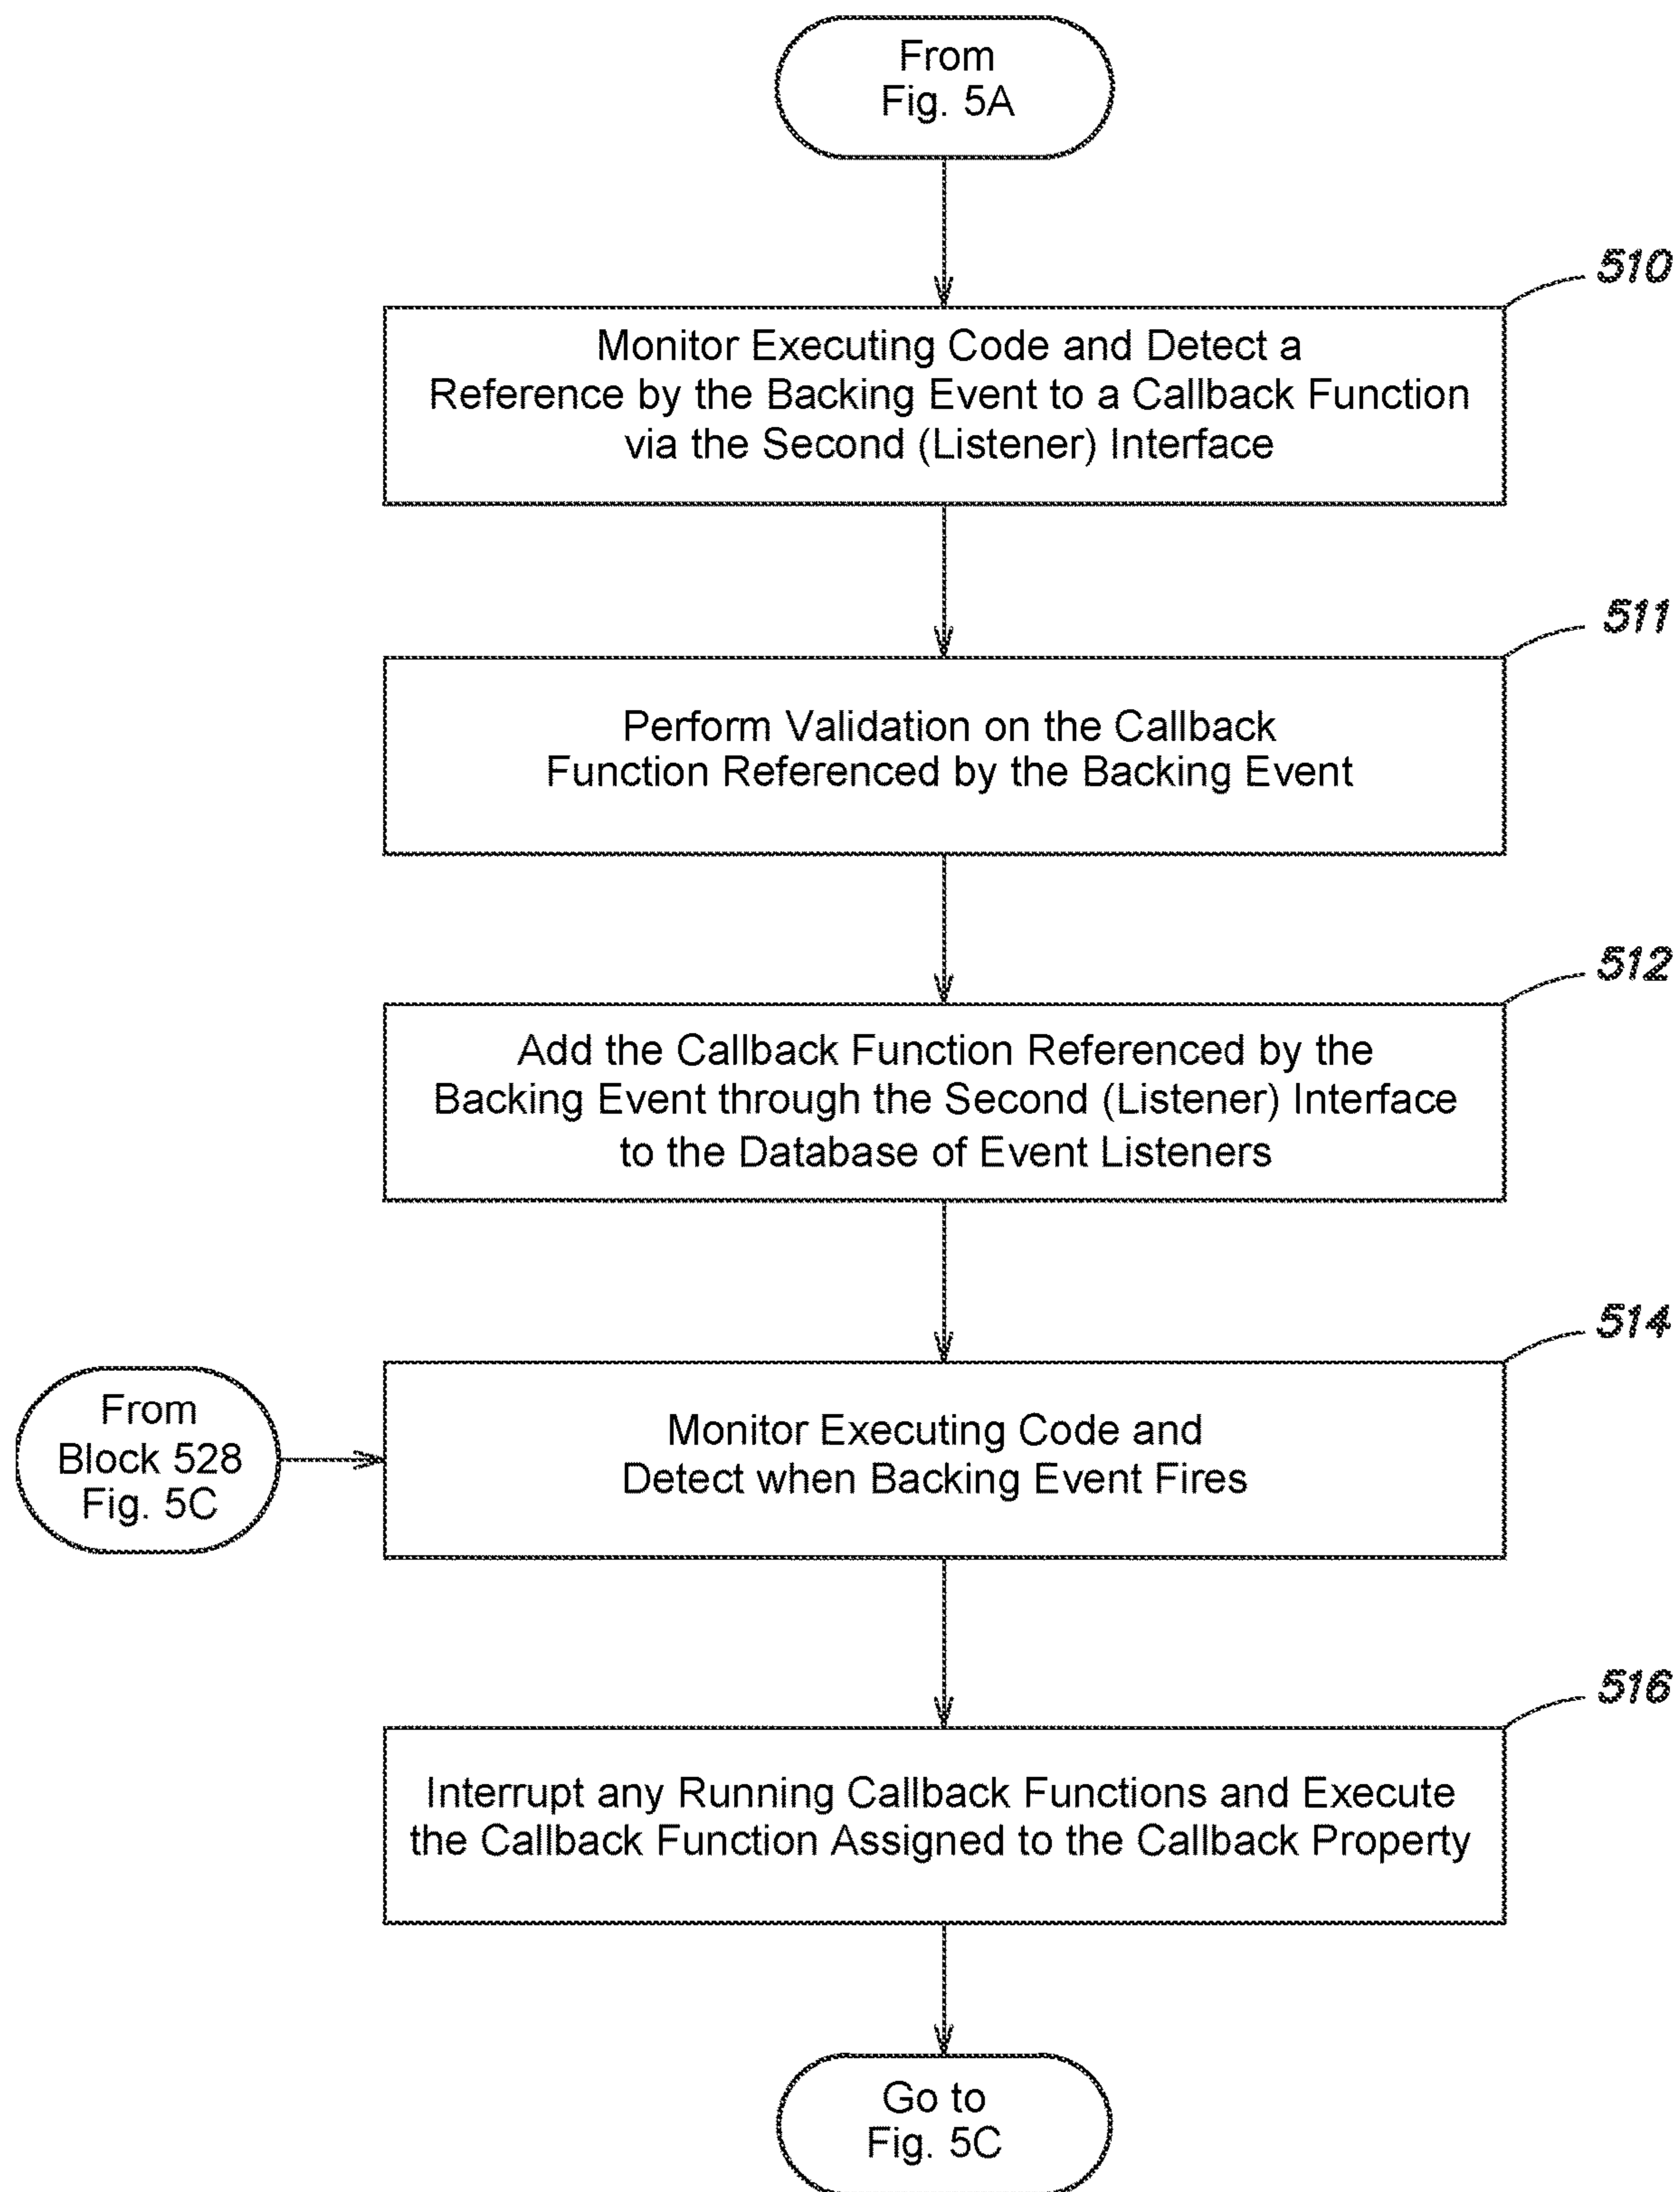 From
Fig. 5A
510
Monitor Executing Code and Detect a
Reference by the Backing Event to a Callback Function
via the Second (Listener) Interface
511
Perform Validation on the Callback
Function Referenced by the Backing Event
512
Add the Callback Function Referenced by the
Backing Event through the Second (Listener) Interface
to the Database of Event Listeners
514
From
Block 528
Fig. 5C
Monitor Executing Code and
Detect when Backing Event Fires
516
Interrupt any Running Callback Functions and Execute
the Callback Function Assigned to the Callback Property
Go to
Fig. 5C